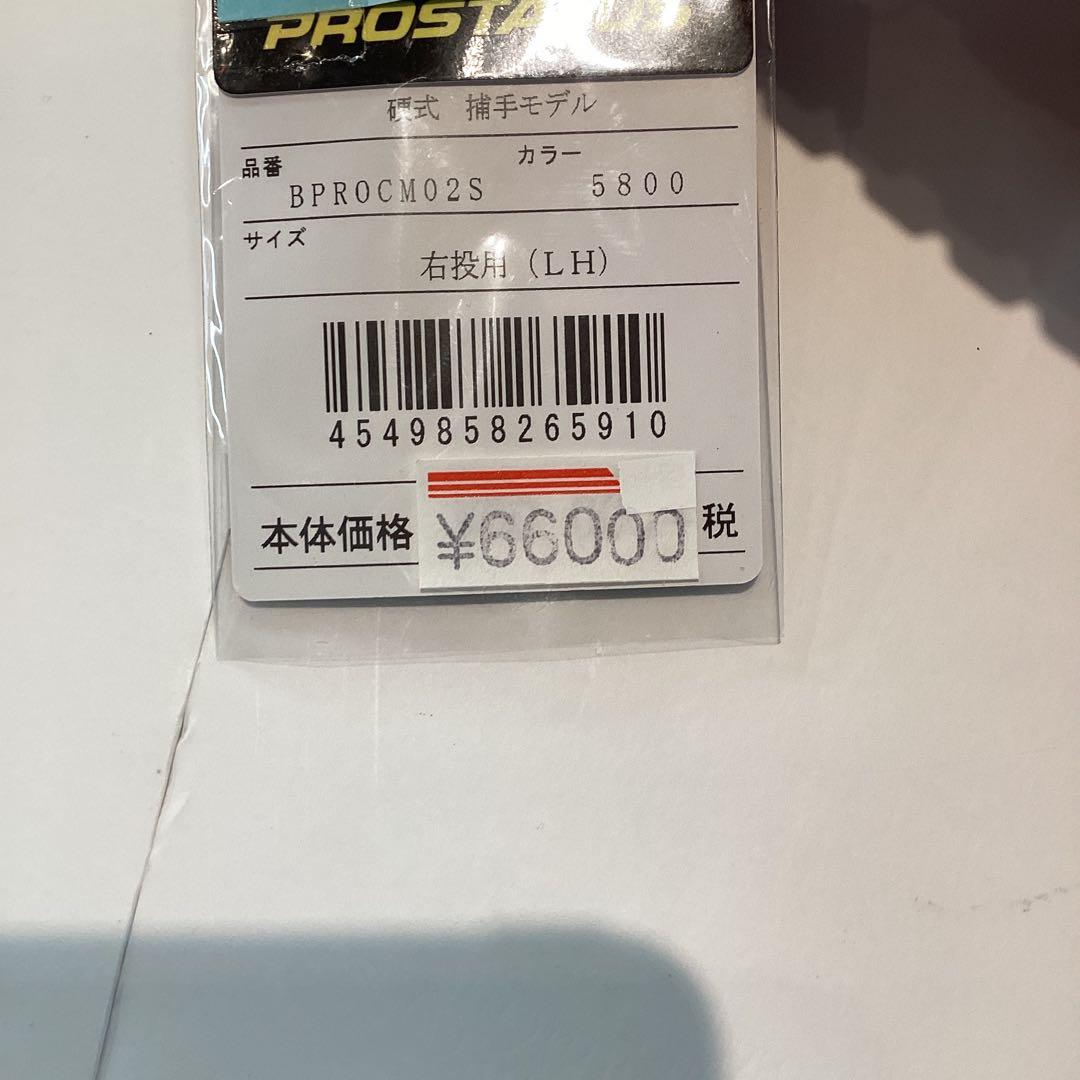 PROSTATUS
硬式 捕手モデル
品番 カラー
BPROCM02S 5800
サイズ
右投用(LH)
4549858265910
本体価格 ¥66000 税